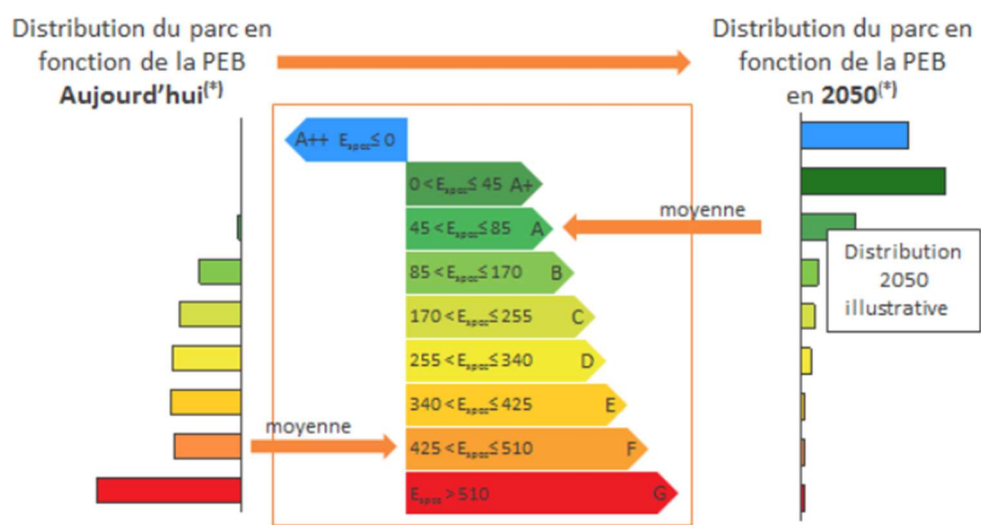 Distribution du parc en
fonction de la PEB
Aujourd'hui(*)
Distribution du parc en
fonction de la PEB
en 2050(*)
A++ Espec ≤ 0
0 < Espec ≤ 45 A+
moyenne
45 < Espec ≤ 85 A
85 < Espec ≤ 170 B
Distribution
2050
illustrative
170 < Espec ≤ 255 C
255 < Espec ≤ 340 D
340 < Espec ≤ 425 E
moyenne
425 < Espec ≤ 510 F
Espec > 510 G